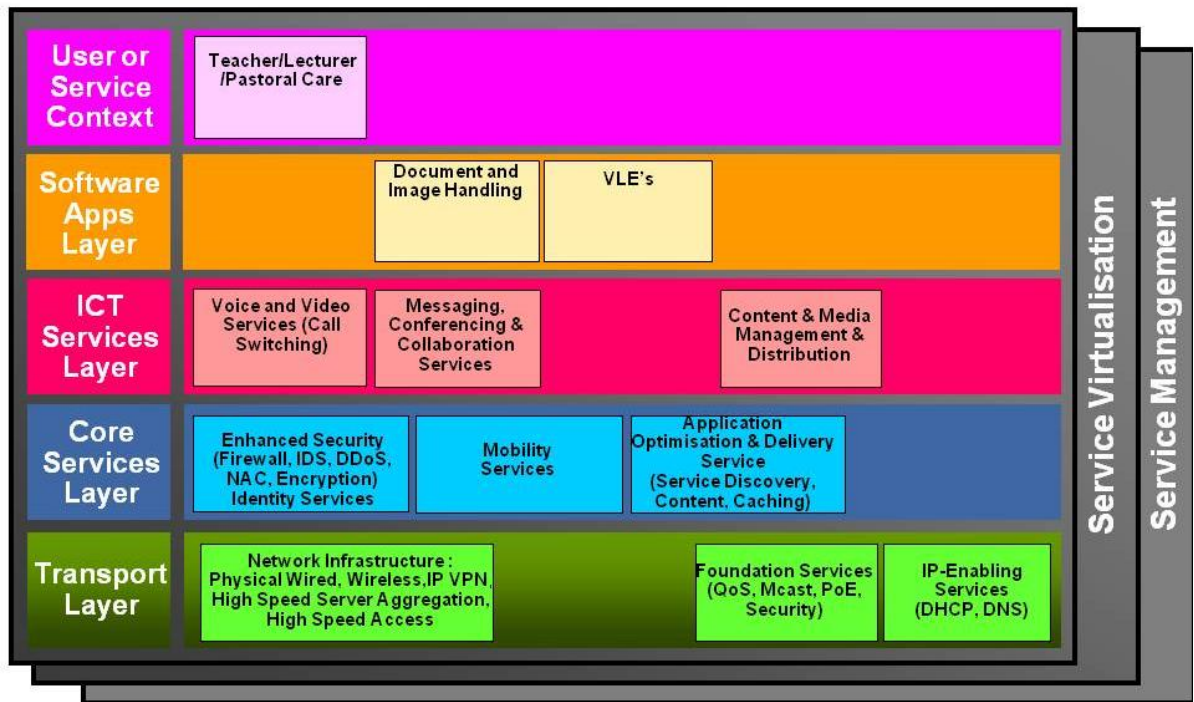 User or
Service
Context
Teacher/Lecturer
/Pastoral Care
Software
Apps
Layer
Document and
Image Handling
VLE's
ICT
Services
Layer
Voice and Video
Services (Call
Switching)
Messaging,
Conferencing &
Collaboration
Services
Content & Media
Management &
Distribution
Core
Services
Layer
Enhanced Security
(Firewall, IDS, DDoS,
NAC, Encryption)
Identity Services
Mobility
Services
Application
Optimisation & Delivery
Service
(Service Discovery,
Content, Caching)
Transport
Layer
Network Infrastructure :
Physical Wired, Wireless,IP VPN,
High Speed Server Aggregation,
High Speed Access
Foundation Services
(QoS, Mcast, PoE,
Security)
IP-Enabling
Services
(DHCP, DNS)
Service Virtualisation
Service Management